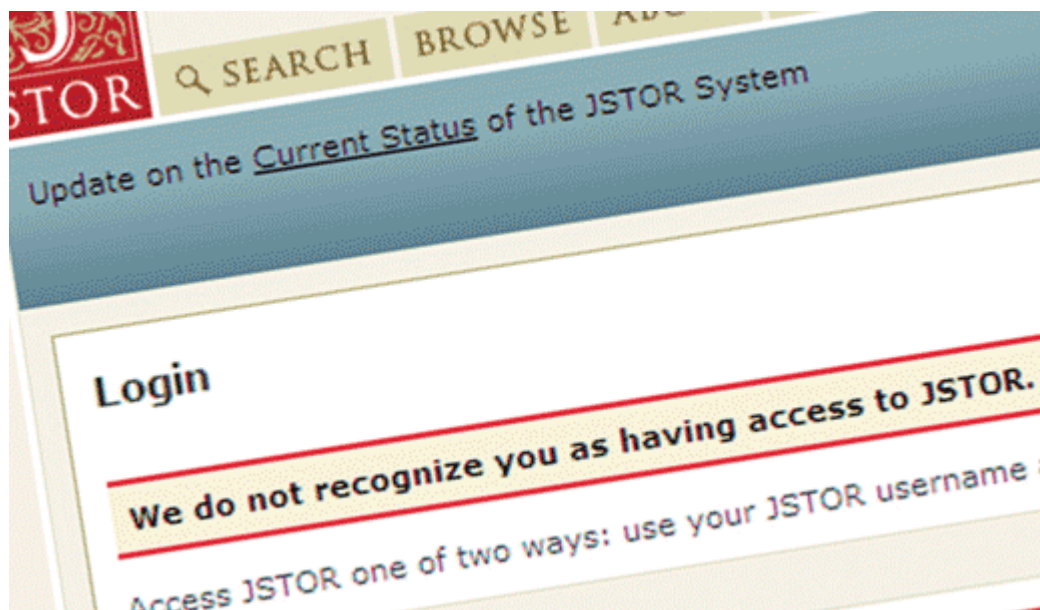 SEARCH
BROWSE
Update on the Current Status of the JSTOR System
Login
We do not recognize you as having access to JSTOR.
Access JSTOR one of two ways: use your JSTOR username